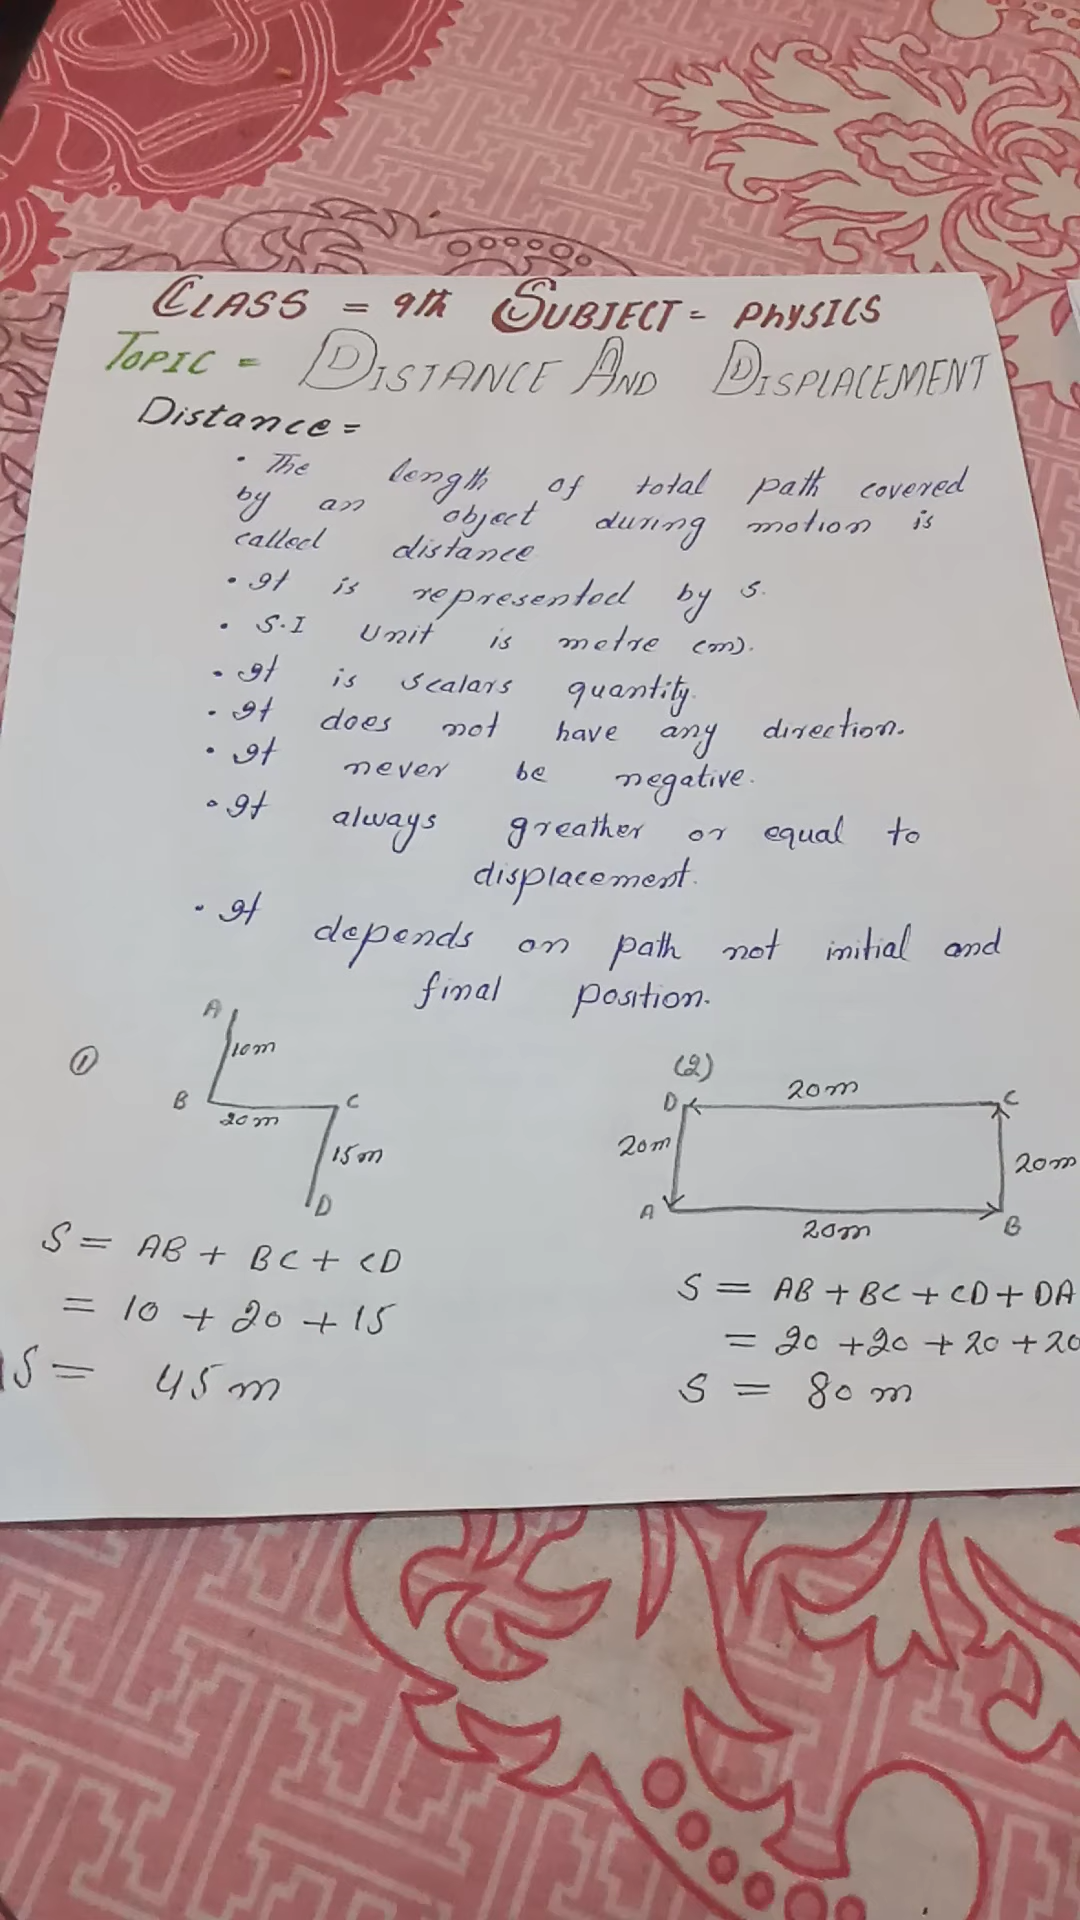 CLASS = 9th SUBJECT = PHYSICS
TOPIC = DISTANCE AND DISPLACEMENT
Distance =
• The length of total path covered
by an object during motion is
called distance
• It is represented by s.
• S.I Unit is metre (m).
• It is scalars quantity.
• It does not have any direction.
• It never be negative.
• It always greather or equal to
displacement.
• It depends on path not initial and
final position.
①
A
10m
B
20m
C
15m
D
S = AB + BC + CD
= 10 + 20 + 15
S = 45 m
(2)
D 20m C
20m 20m
A 20m B
S = AB + BC + CD + DA
= 20 + 20 + 20 + 20
S = 80 m